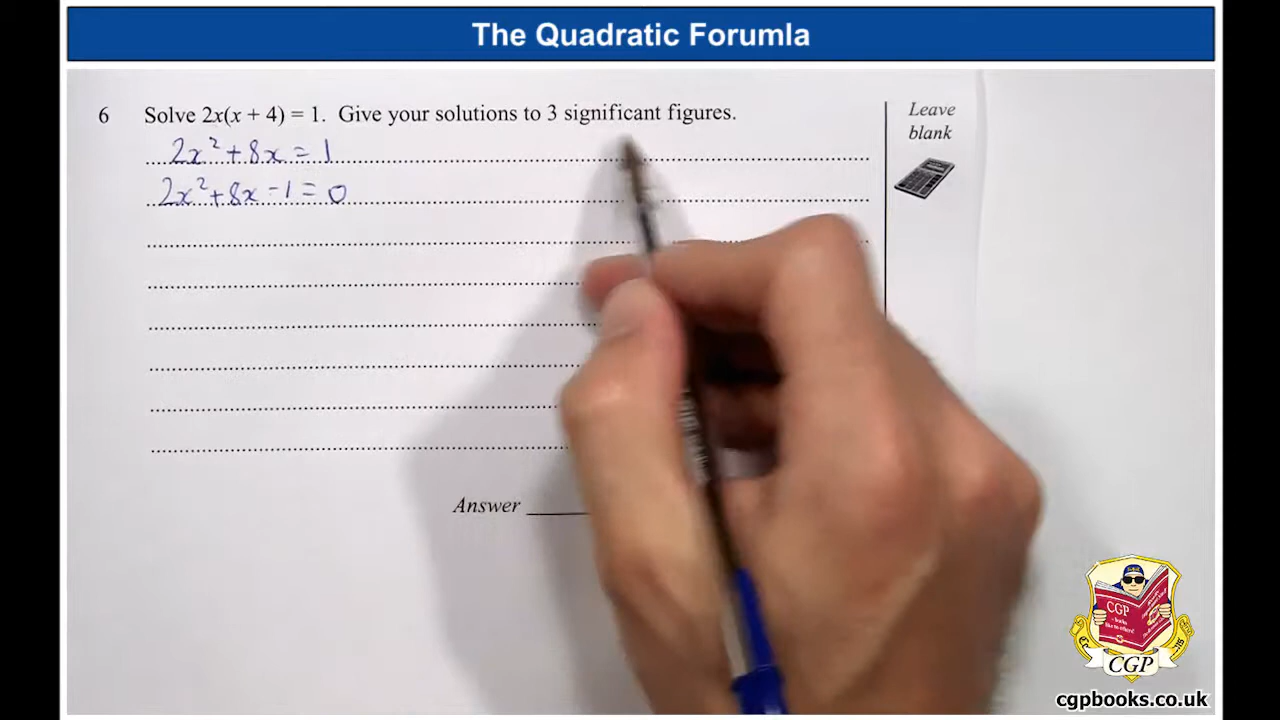 The Quadratic Forumla
6 Solve 2x(x + 4) = 1. Give your solutions to 3 significant figures.
Leave
blank
2x² + 8x = 1
2x² + 8x - 1 = 0
Answer
CGP
CGP
cgpbooks.co.uk